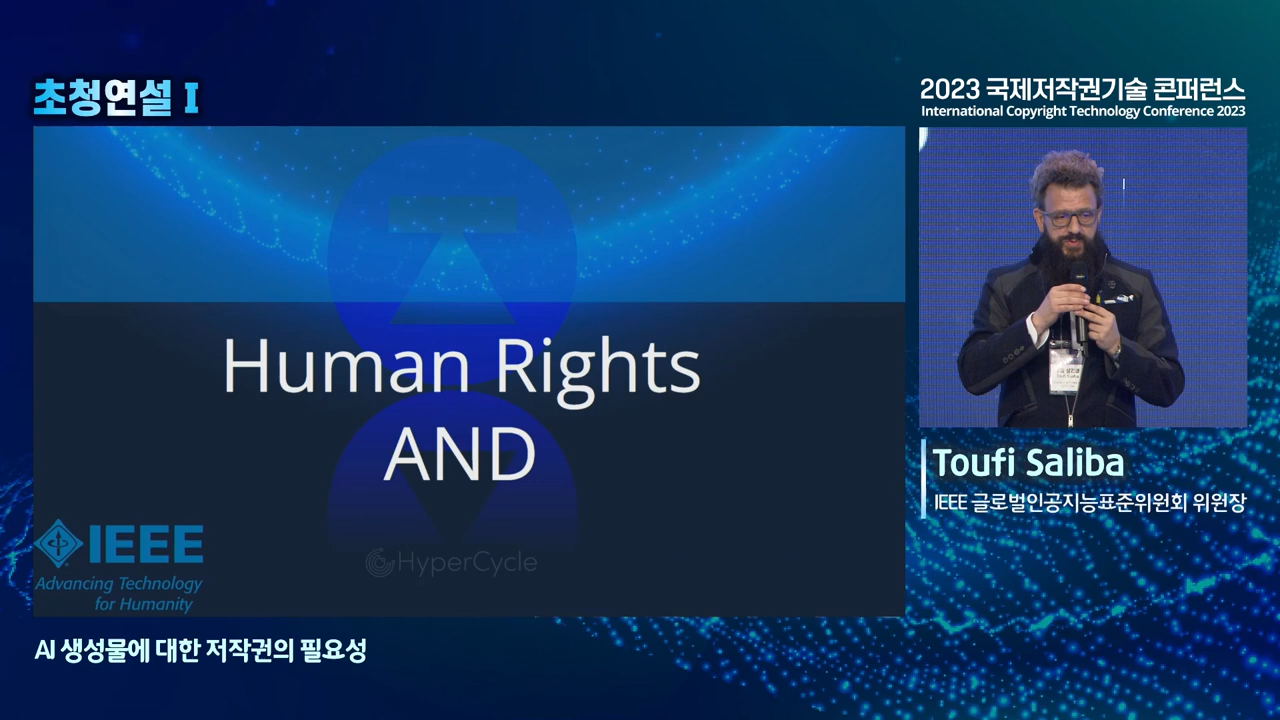 초청연설 I
2023 국제저작권기술 콘퍼런스
International Copyright Technology Conference 2023
Human Rights
AND
HyperCycle
IEEE
Advancing Technology
for Humanity
Toufi Saliba
IEEE 글로벌인공지능표준위원회 위원장
AI 생성물에 대한 저작권의 필요성